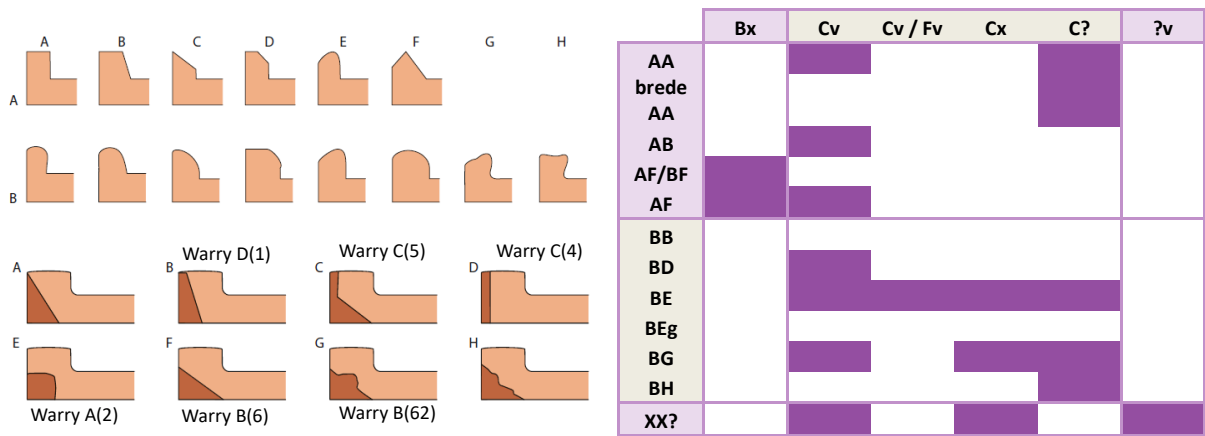 A B C D E F G H
A
B
Warry D(1) Warry C(5) Warry C(4)
A B C D
E F G H
Warry A(2) Warry B(6) Warry B(62)
Bx Cv Cv / Fv Cx C? ?v
AA
brede
AA
AB
AF/BF
AF
BB
BD
BE
BEg
BG
BH
XX?